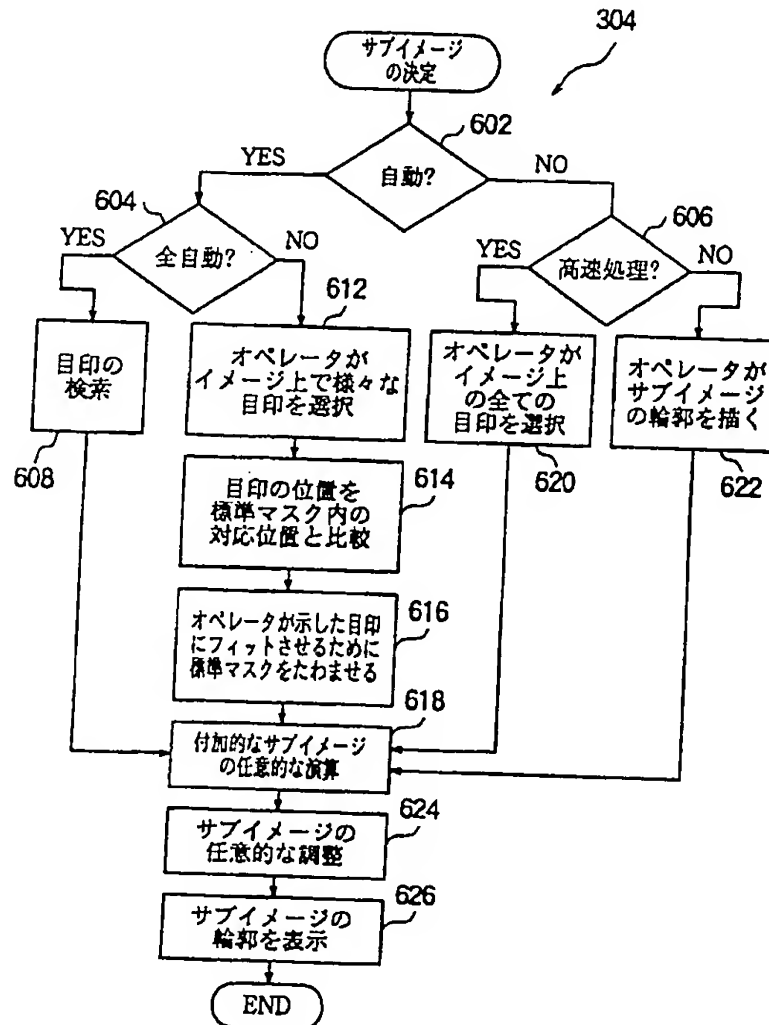 304
サブイメージ
の決定
602
YES
自動?
NO
604
606
YES
全自動?
NO
YES
高速処理?
NO
612
目印の
検索
608
オペレータが
イメージ上で様々な
目印を選択
オペレータが
イメージ上
の全ての
目印を選択
620
オペレータが
サブイメージ
の輪郭を描く
622
目印の位置を
標準マスク内の
対応位置と比較
614
オペレータが示した目印
にフィットさせるために
標準マスクをたわませる
616
618
付加的なサブイメージ
の任意的な演算
624
サブイメージの
任意的な調整
626
サブイメージの
輪郭を表示
END